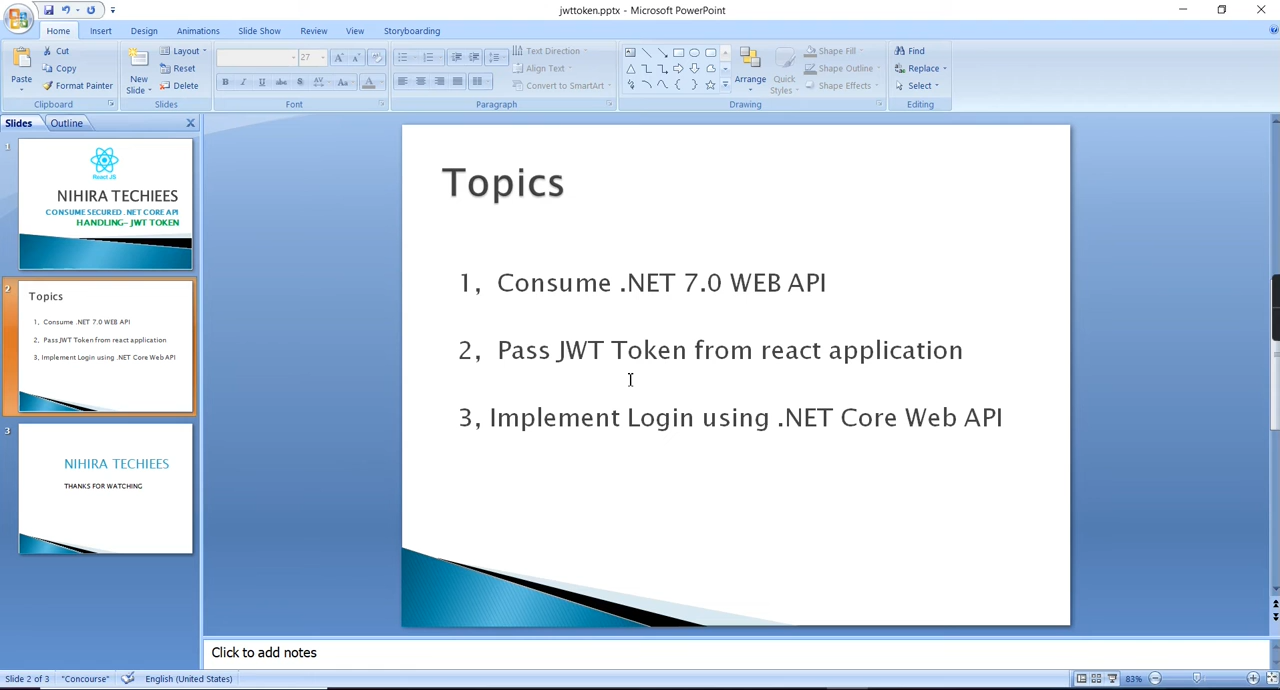 jwttoken.pptx - Microsoft PowerPoint
Home Insert Design Animations Slide Show Review View Storyboarding
Paste
Cut
Copy
Format Painter
Clipboard
New Slide
Layout
Reset
Delete
Slides
27
Font
Paragraph
Text Direction
Align Text
Convert to SmartArt
Arrange
Quick Styles
Shape Fill
Shape Outline
Shape Effects
Drawing
Find
Replace
Select
Editing
Slides Outline
1
React JS
NIHIRA TECHIEES
CONSUME SECURED .NET CORE API
HANDLING– JWT TOKEN
2
Topics
1, Consume .NET 7.0 WEB API
2, Pass JWT Token from react application
3, Implement Login using .NET Core Web API
3
NIHIRA TECHIEES
THANKS FOR WATCHING
Topics
1, Consume .NET 7.0 WEB API
2, Pass JWT Token from react application
3, Implement Login using .NET Core Web API
Click to add notes
Slide 2 of 3 "Concourse" English (United States) 83%